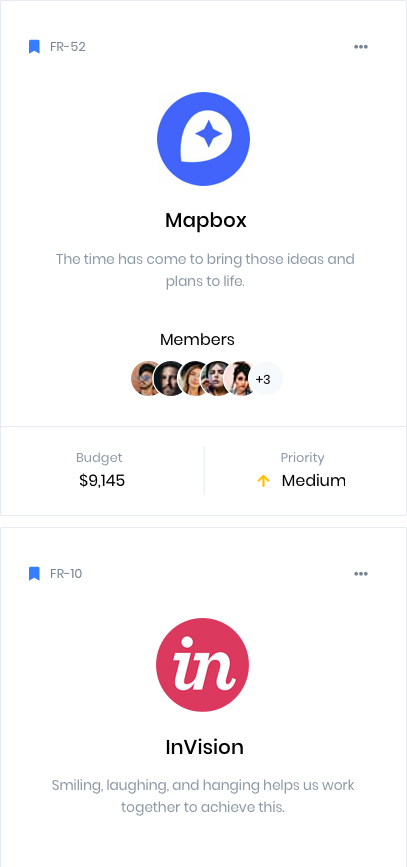 FR-52
Mapbox
The time has come to bring those ideas and
plans to life.
Members
+3
Budget
$9,145
Priority
Medium
FR-10
in
InVision
Smiling, laughing, and hanging helps us work
together to achieve this.